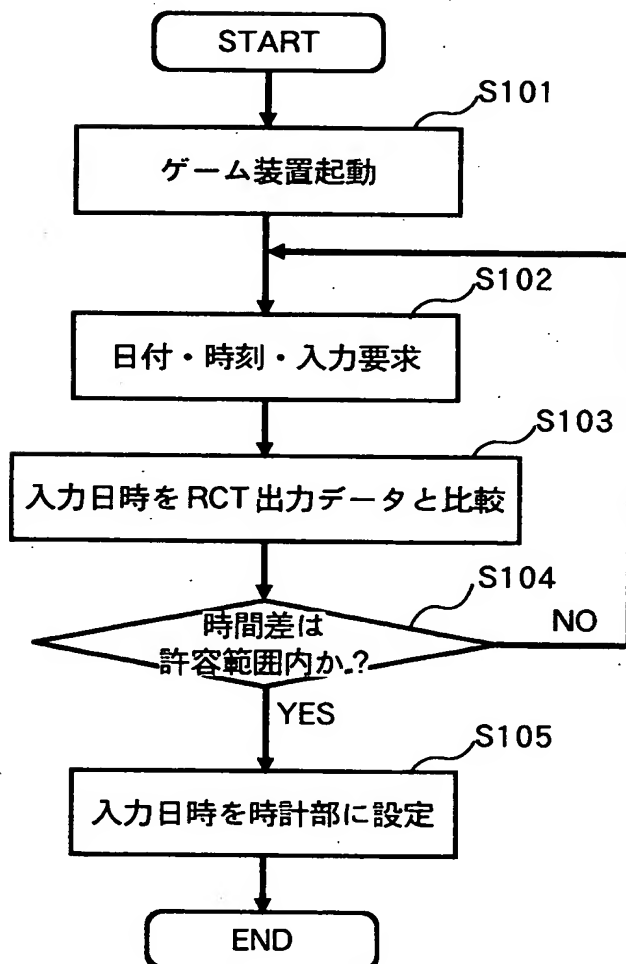 START
S101
ゲーム装置起動
S102
日付・時刻・入力要求
S103
入力日時をRCT出力データと比較
S104
時間差は
許容範囲内か.?
NO
YES
S105
入力日時を時計部に設定
END